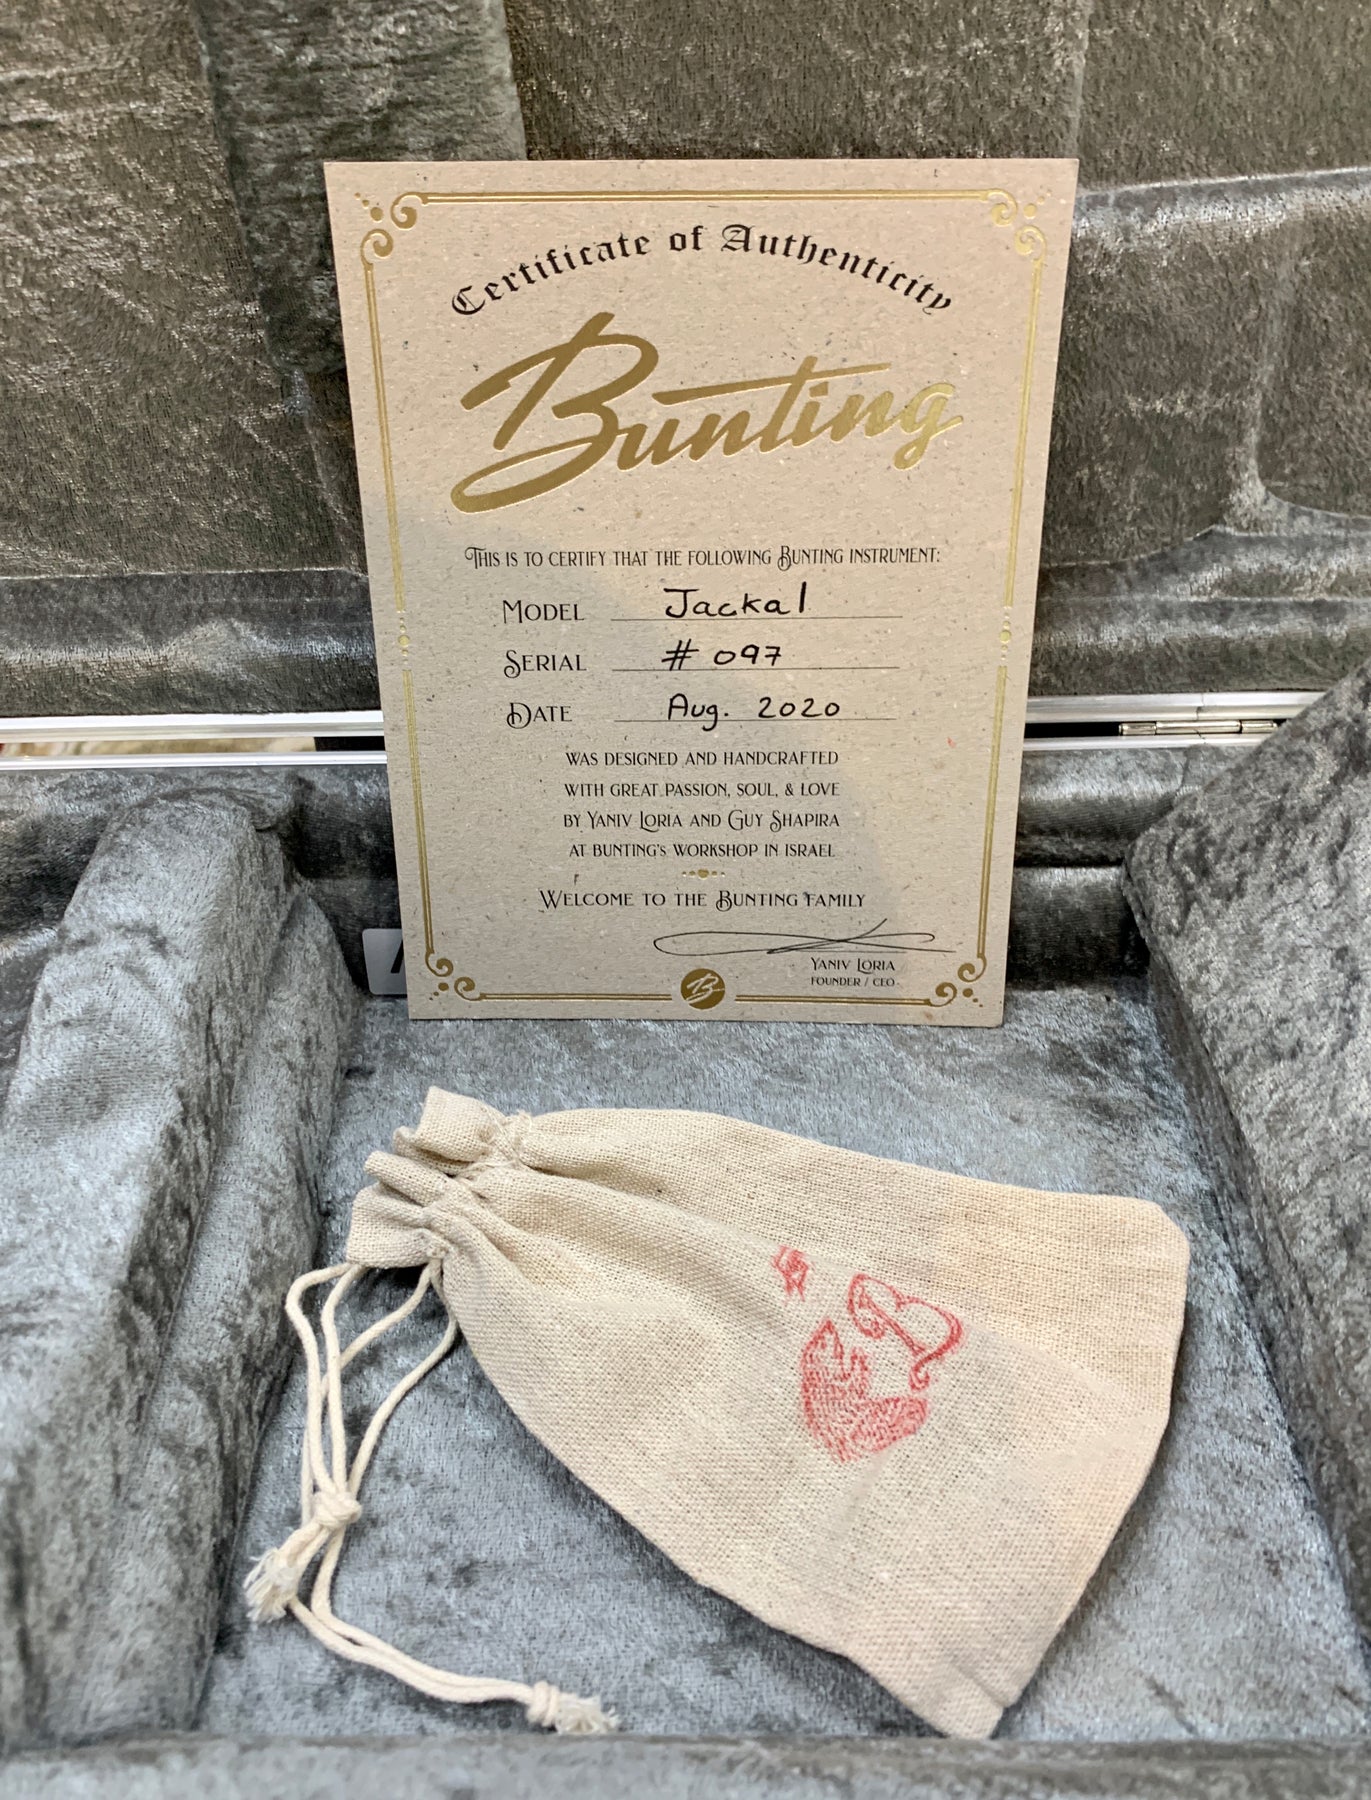 Certificate of Authenticity
Bunting
This is to certify that the following Bunting instrument:
Model Jackal
Serial # 097
Date Aug. 2020
was designed and handcrafted
with great passion, soul, & love
by Yaniv Loria and Guy Shapira
at Bunting's workshop in Israel
Welcome to the Bunting family
Yaniv Loria
Founder / CEO
B
B